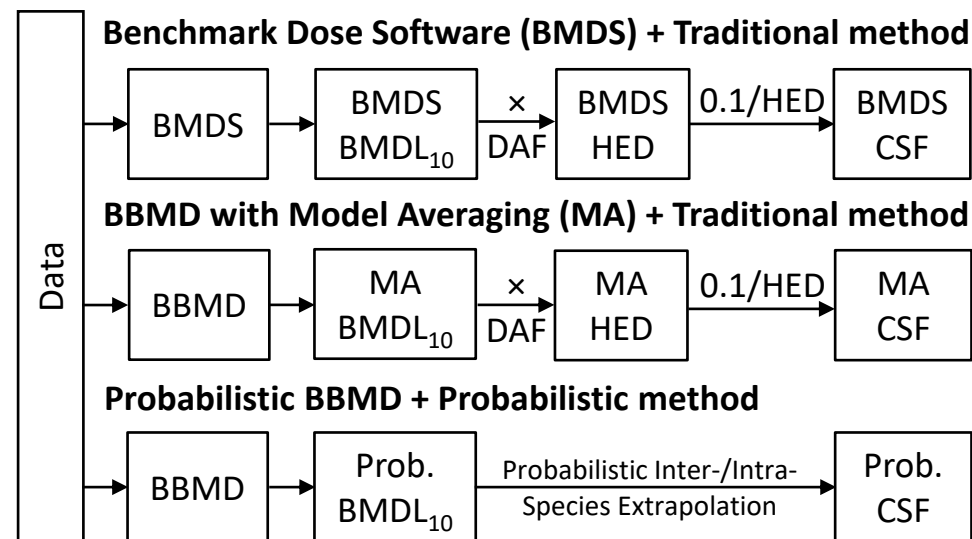 Data
Benchmark Dose Software (BMDS) + Traditional method
BMDS
BMDS
BMDL₁₀
×
DAF
BMDS
HED
0.1/HED
BMDS
CSF
BBMD with Model Averaging (MA) + Traditional method
BBMD
MA
BMDL₁₀
×
DAF
MA
HED
0.1/HED
MA
CSF
Probabilistic BBMD + Probabilistic method
BBMD
Prob.
BMDL₁₀
Probabilistic Inter-/Intra-
Species Extrapolation
Prob.
CSF